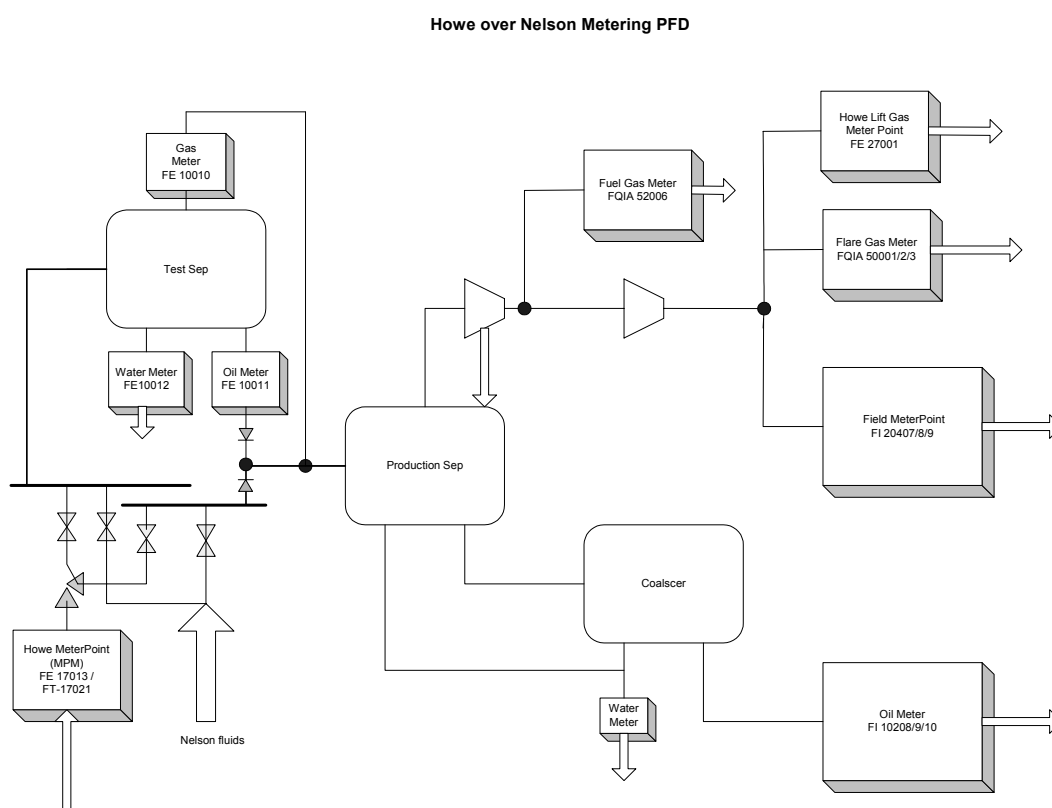 Howe over Nelson Metering PFD
Gas
Meter
FE 10010
Test Sep
Water Meter
FE10012
Oil Meter
FE 10011
Fuel Gas Meter
FQIA 52006
Howe Lift Gas
Meter Point
FE 27001
Flare Gas Meter
FQIA 50001/2/3
Field MeterPoint
FI 20407/8/9
Production Sep
Coalscer
Howe MeterPoint
(MPM)
FE 17013 /
FT-17021
Nelson fluids
Water
Meter
Oil Meter
FI 10208/9/10